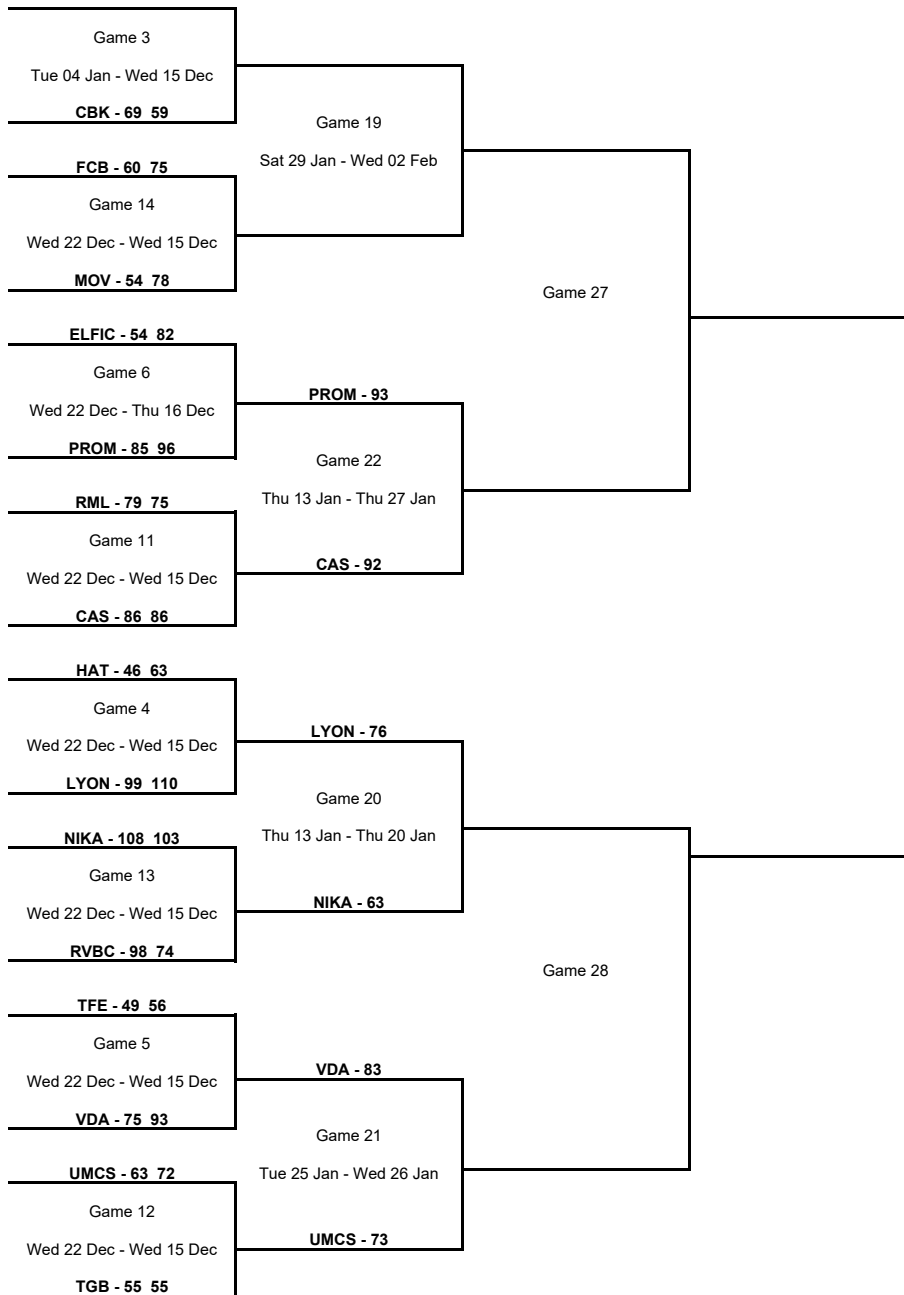 Game 3
Tue 04 Jan - Wed 15 Dec
CBK - 69 59
Game 19
Sat 29 Jan - Wed 02 Feb
FCB - 60 75
Game 14
Wed 22 Dec - Wed 15 Dec
MOV - 54 78
Game 27
ELFIC - 54 82
Game 6
Wed 22 Dec - Thu 16 Dec
PROM - 85 96
PROM - 93
Game 22
Thu 13 Jan - Thu 27 Jan
CAS - 92
RML - 79 75
Game 11
Wed 22 Dec - Wed 15 Dec
CAS - 86 86
HAT - 46 63
Game 4
Wed 22 Dec - Wed 15 Dec
LYON - 99 110
LYON - 76
Game 20
Thu 13 Jan - Thu 20 Jan
NIKA - 63
NIKA - 108 103
Game 13
Wed 22 Dec - Wed 15 Dec
RVBC - 98 74
Game 28
TFE - 49 56
Game 5
Wed 22 Dec - Wed 15 Dec
VDA - 75 93
VDA - 83
Game 21
Tue 25 Jan - Wed 26 Jan
UMCS - 73
UMCS - 63 72
Game 12
Wed 22 Dec - Wed 15 Dec
TGB - 55 55